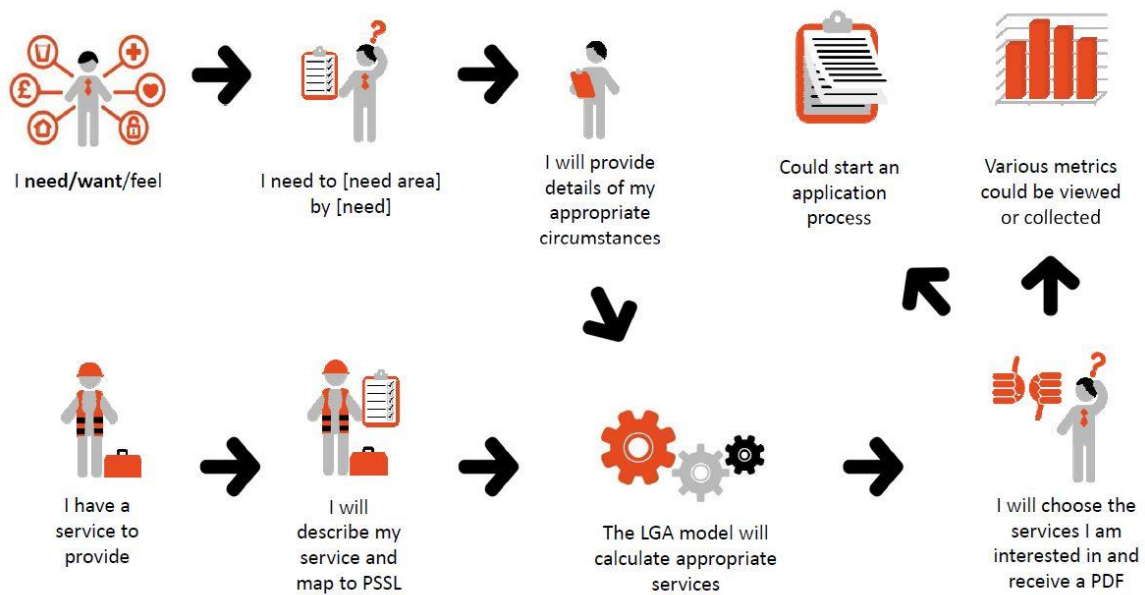 I need/want/feel
I need to [need area]
by [need]
I will provide
details of my
appropriate
circumstances
Could start an
application
process
Various metrics
could be viewed
or collected
I have a
service to
provide
I will
describe my
service and
map to PSSL
The LGA model will
calculate appropriate
services
I will choose the
services I am
interested in and
receive a PDF